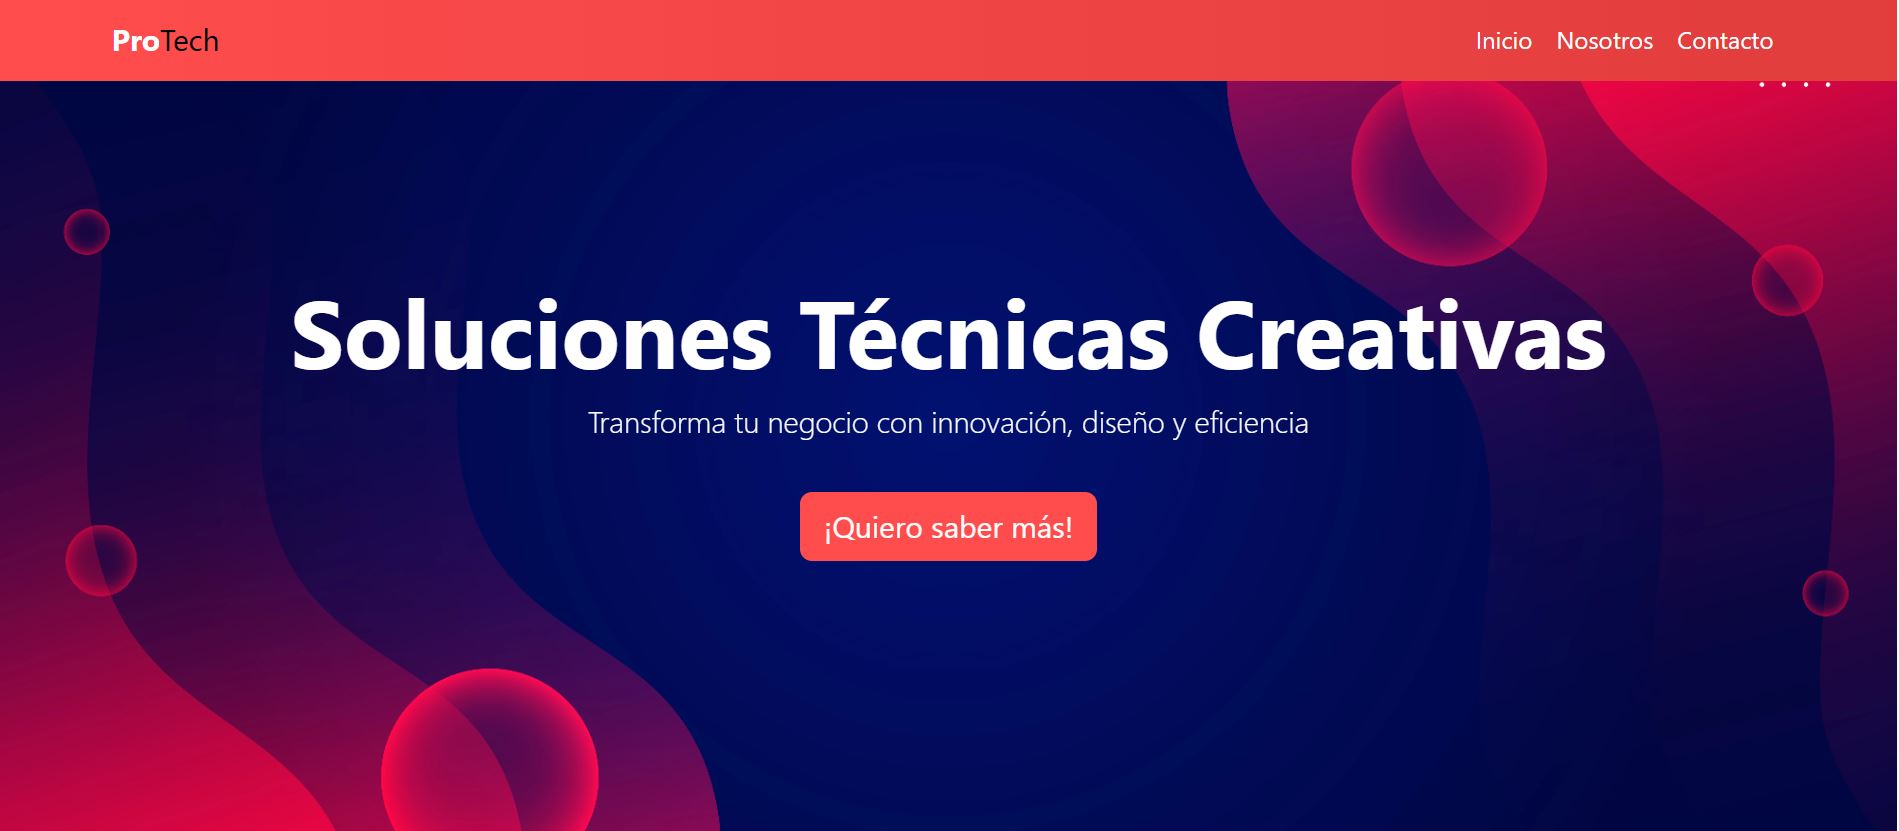 ProTech
Inicio Nosotros Contacto
Soluciones Técnicas Creativas
Transforma tu negocio con innovación, diseño y eficiencia
¡Quiero saber más!